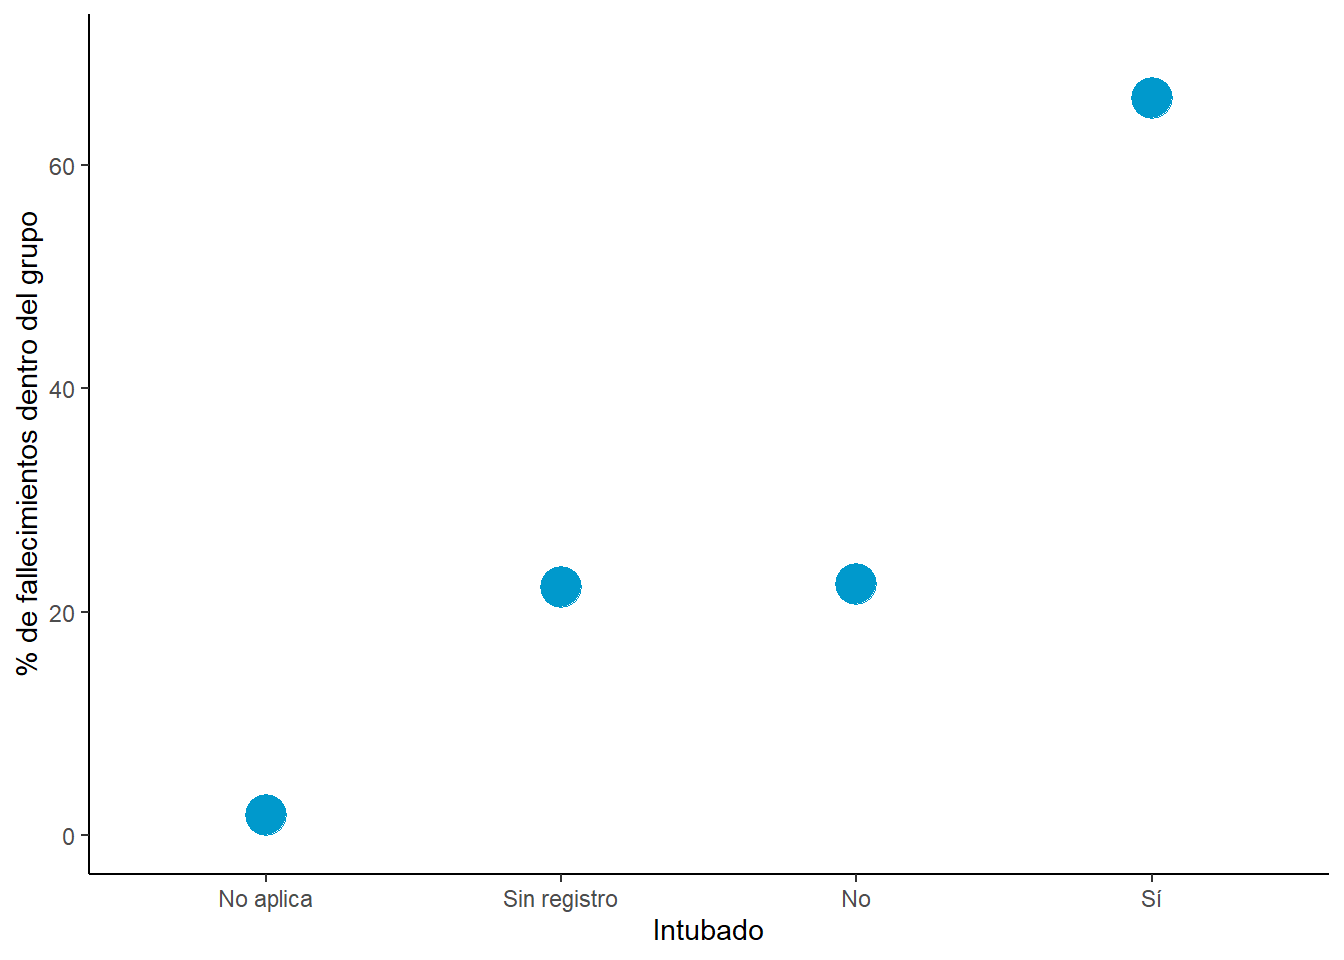 % de fallecimientos dentro del grupo
60
40
20
0
No aplica
Sin registro
No
Sí
Intubado